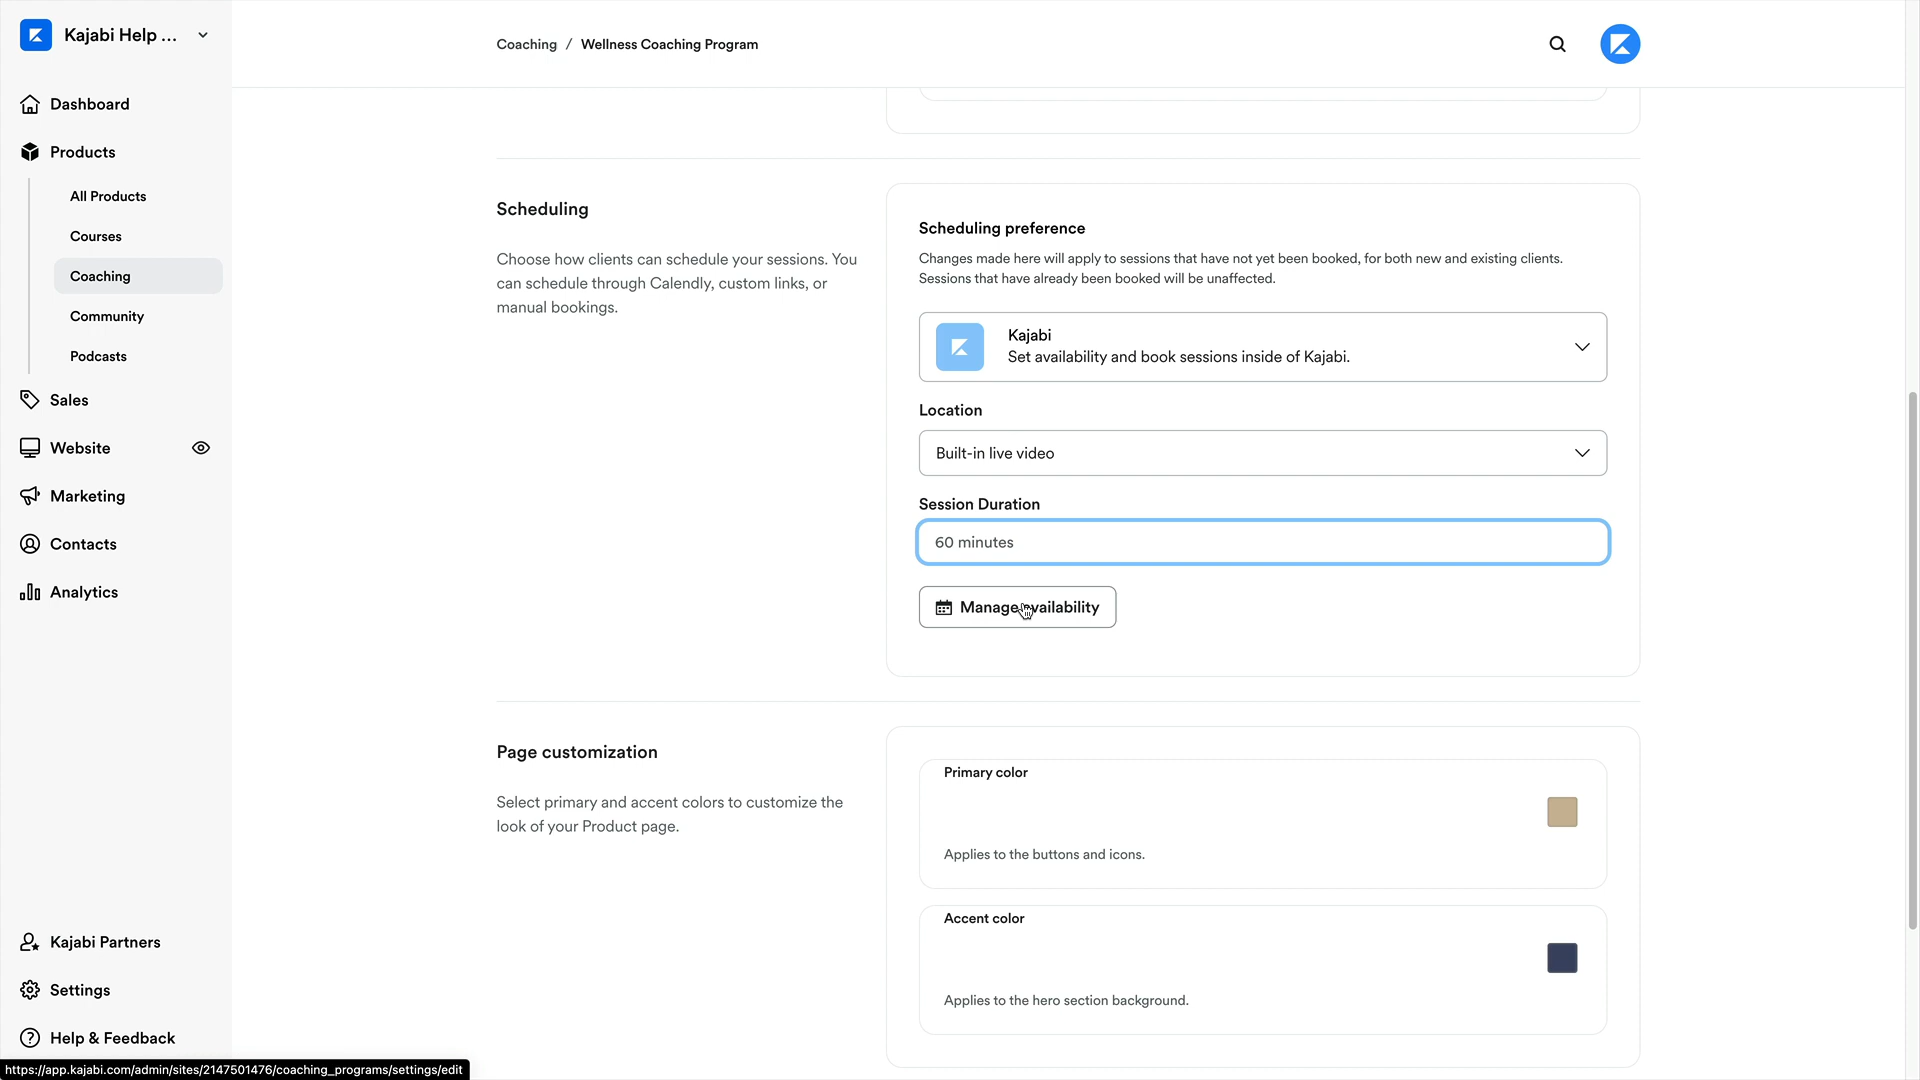 Kajabi Help ...
Coaching / Wellness Coaching Program
Dashboard
Products
All Products
Courses
Coaching
Community
Podcasts
Sales
Website
Marketing
Contacts
Analytics
Kajabi Partners
Settings
Help & Feedback
Scheduling
Choose how clients can schedule your sessions. You
can schedule through Calendly, custom links, or
manual bookings.
Scheduling preference
Changes made here will apply to sessions that have not yet been booked, for both new and existing clients.
Sessions that have already been booked will be unaffected.
Kajabi
Set availability and book sessions inside of Kajabi.
Location
Built-in live video
Session Duration
60 minutes
Manage availability
Page customization
Select primary and accent colors to customize the
look of your Product page.
Primary color
Applies to the buttons and icons.
Accent color
Applies to the hero section background.
https://app.kajabi.com/admin/sites/2147501476/coaching_programs/settings/edit